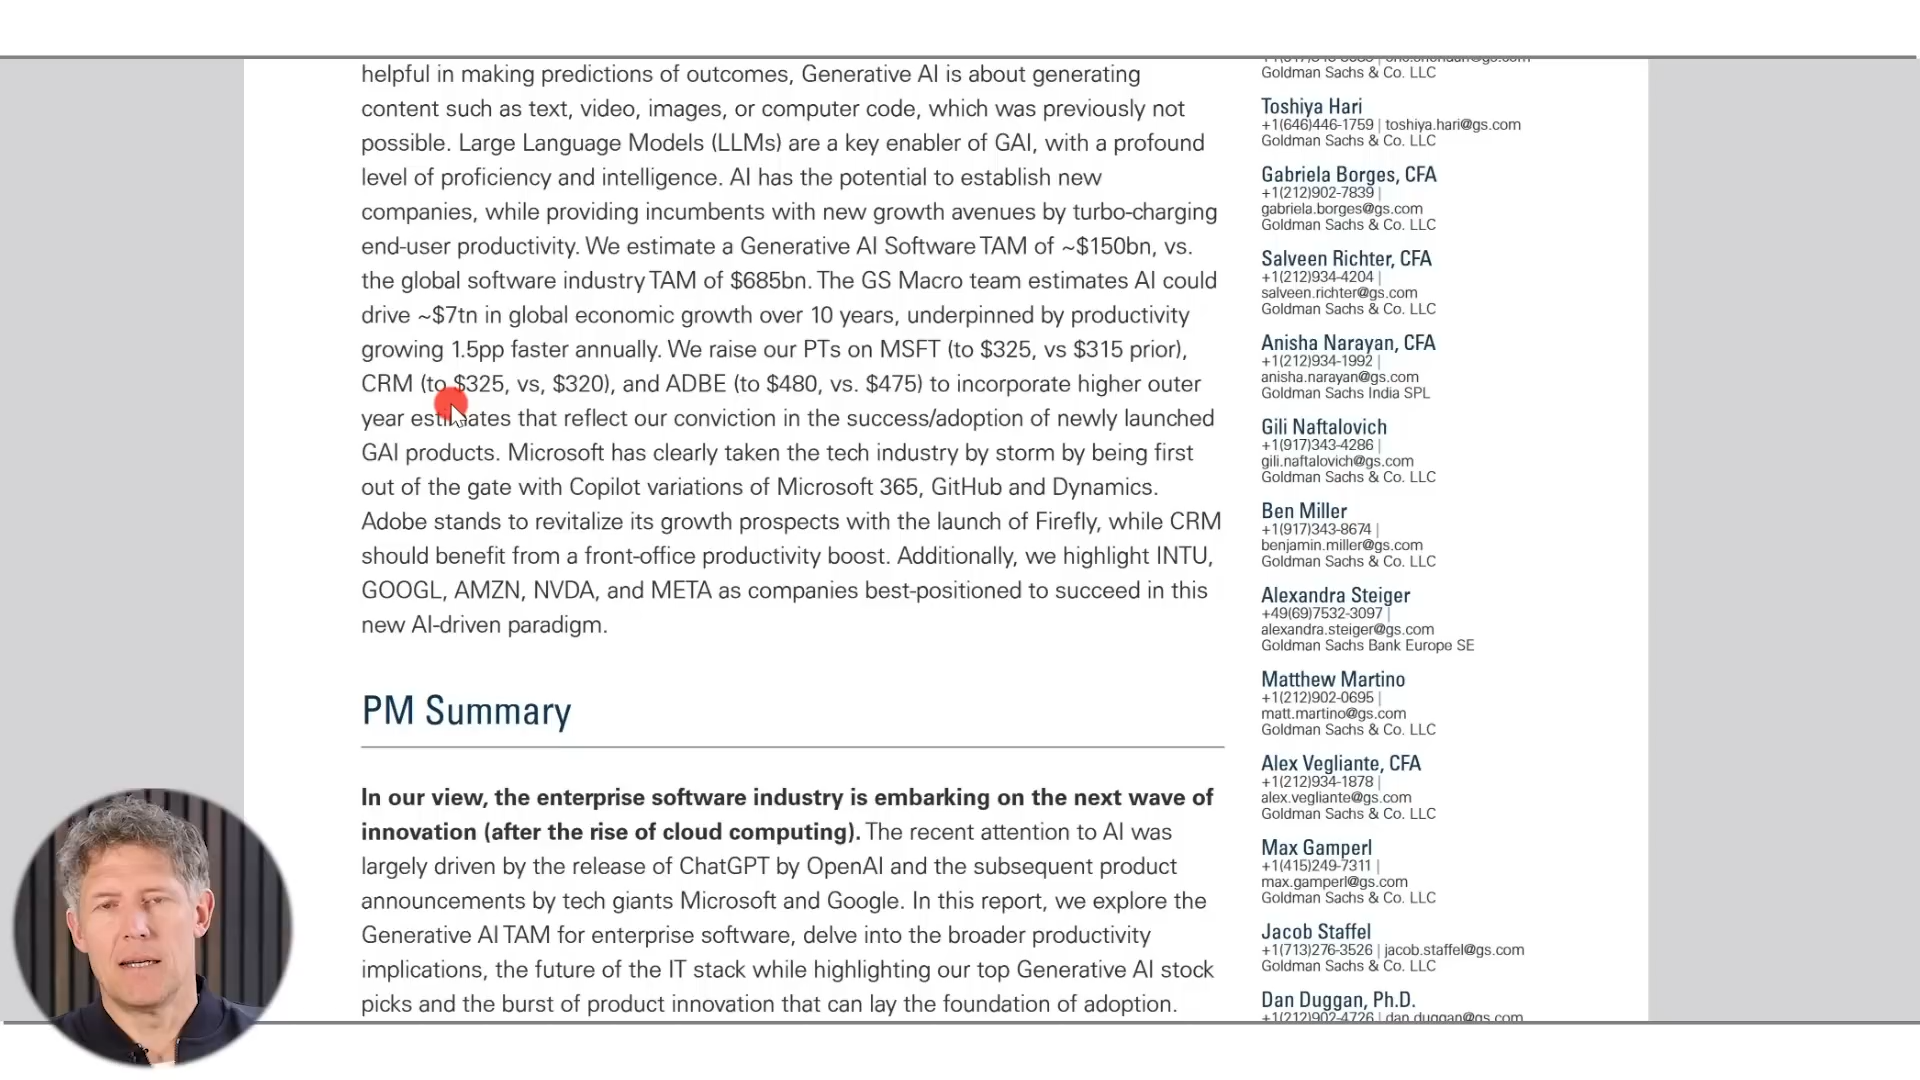 helpful in making predictions of outcomes, Generative AI is about generating
content such as text, video, images, or computer code, which was previously not
possible. Large Language Models (LLMs) are a key enabler of GAI, with a profound
level of proficiency and intelligence. AI has the potential to establish new
companies, while providing incumbents with new growth avenues by turbo-charging
end-user productivity. We estimate a Generative AI Software TAM of ~$150bn, vs.
the global software industry TAM of $685bn. The GS Macro team estimates AI could
drive ~$7tn in global economic growth over 10 years, underpinned by productivity
growing 1.5pp faster annually. We raise our PTs on MSFT (to $325, vs $315 prior),
CRM (to $325, vs, $320), and ADBE (to $480, vs. $475) to incorporate higher outer
year estimates that reflect our conviction in the success/adoption of newly launched
GAI products. Microsoft has clearly taken the tech industry by storm by being first
out of the gate with Copilot variations of Microsoft 365, GitHub and Dynamics.
Adobe stands to revitalize its growth prospects with the launch of Firefly, while CRM
should benefit from a front-office productivity boost. Additionally, we highlight INTU,
GOOGL, AMZN, NVDA, and META as companies best-positioned to succeed in this
new AI-driven paradigm.
PM Summary
In our view, the enterprise software industry is embarking on the next wave of
innovation (after the rise of cloud computing). The recent attention to AI was
largely driven by the release of ChatGPT by OpenAI and the subsequent product
announcements by tech giants Microsoft and Google. In this report, we explore the
Generative AI TAM for enterprise software, delve into the broader productivity
implications, the future of the IT stack while highlighting our top Generative AI stock
picks and the burst of product innovation that can lay the foundation of adoption.
Goldman Sachs & Co. LLC
Toshiya Hari
+1(646)446-1759 | toshiya.hari@gs.com
Goldman Sachs & Co. LLC
Gabriela Borges, CFA
+1(212)902-7839 |
gabriela.borges@gs.com
Goldman Sachs & Co. LLC
Salveen Richter, CFA
+1(212)934-4204 |
salveen.richter@gs.com
Goldman Sachs & Co. LLC
Anisha Narayan, CFA
+1(212)934-1992 |
anisha.narayan@gs.com
Goldman Sachs India SPL
Gili Naftalovich
+1(917)343-4286 |
gili.naftalovich@gs.com
Goldman Sachs & Co. LLC
Ben Miller
+1(917)343-8674 |
benjamin.miller@gs.com
Goldman Sachs & Co. LLC
Alexandra Steiger
+49(69)7532-3097 |
alexandra.steiger@gs.com
Goldman Sachs Bank Europe SE
Matthew Martino
+1(212)902-0695 |
matt.martino@gs.com
Goldman Sachs & Co. LLC
Alex Vegliante, CFA
+1(212)934-1878 |
alex.vegliante@gs.com
Goldman Sachs & Co. LLC
Max Gamperl
+1(415)249-7311 |
max.gamperl@gs.com
Goldman Sachs & Co. LLC
Jacob Staffel
+1(713)276-3526 | jacob.staffel@gs.com
Goldman Sachs & Co. LLC
Dan Duggan, Ph.D.
+1(212)902-4726 | dan.duggan@gs.com